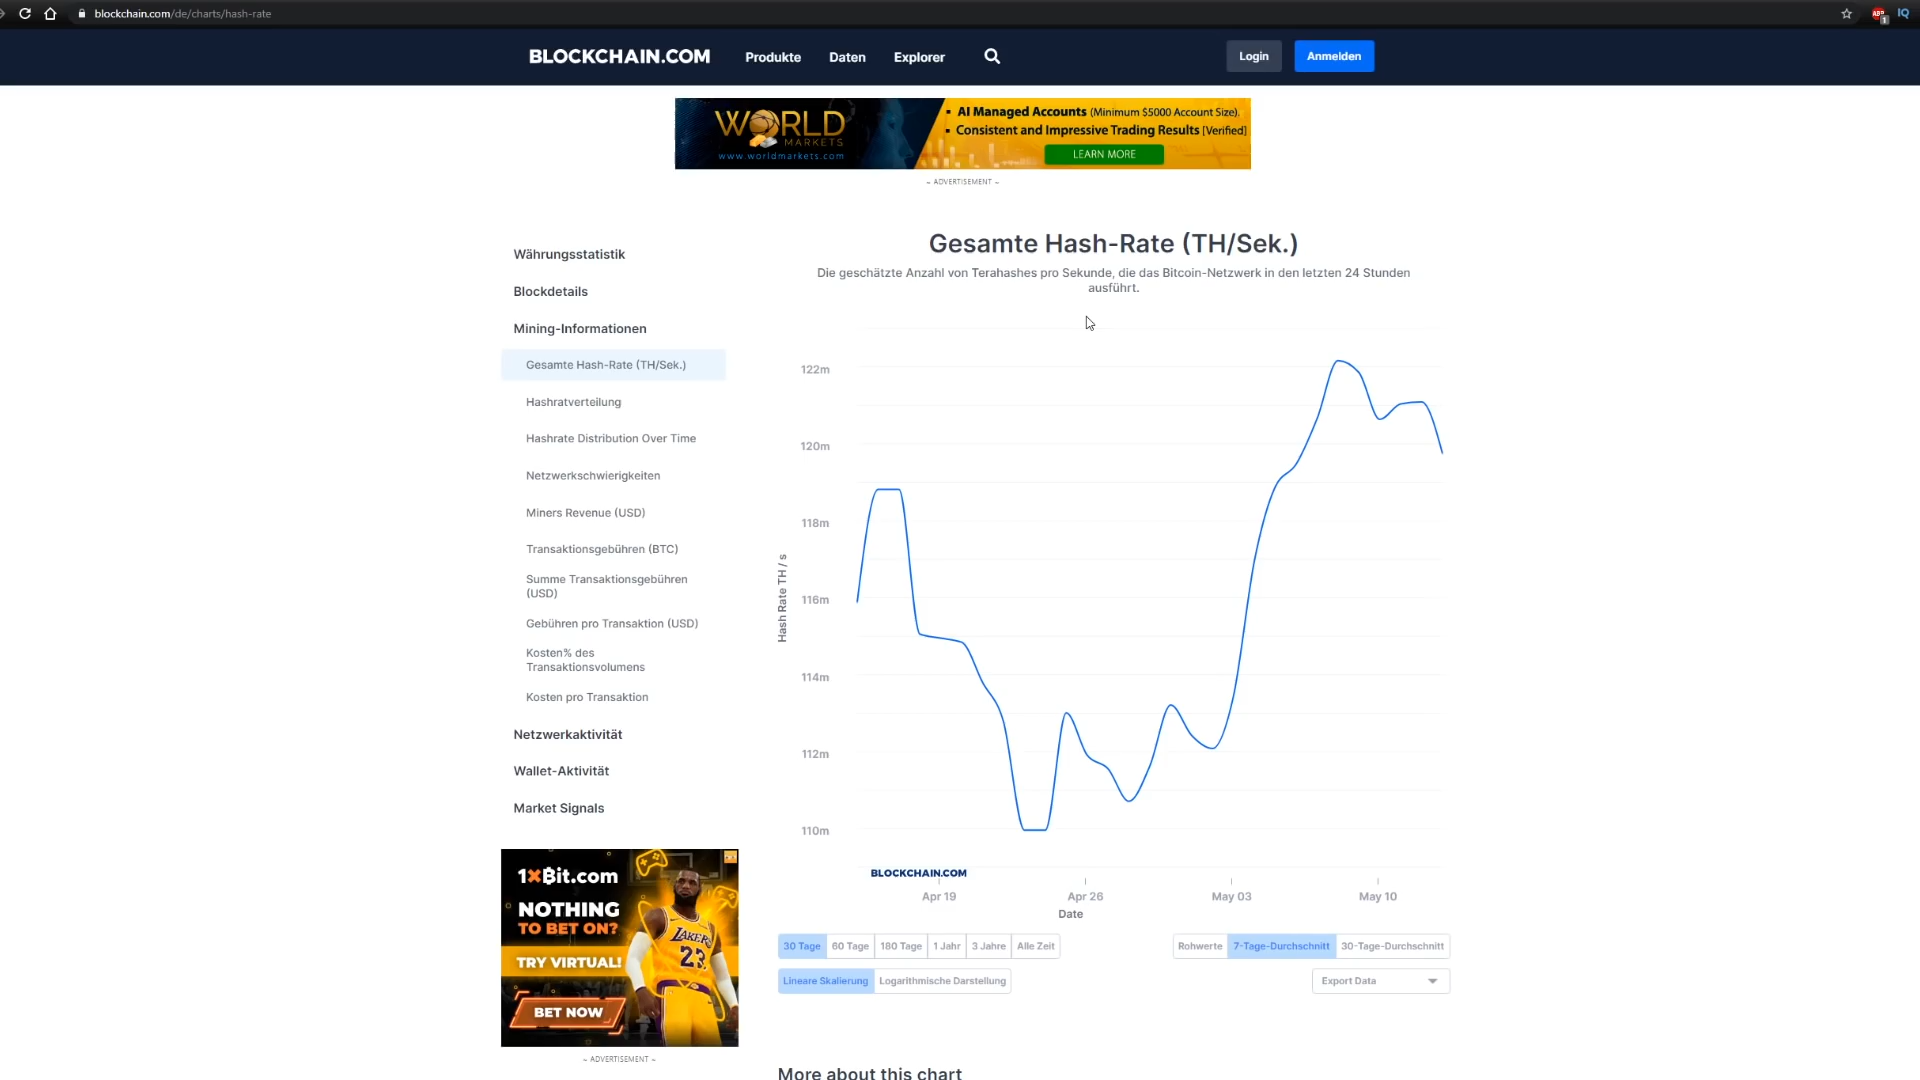 blockchain.com/de/charts/hash-rate
ABP
1
IQ
BLOCKCHAIN.COM
Produkte
Daten
Explorer
Login
Anmelden
WORLD
MARKETS
www.worldmarkets.com
▪ AI Managed Accounts (Minimum $5000 Account Size).
▪ Consistent and Impressive Trading Results [Verified]
LEARN MORE
~ ADVERTISEMENT ~
Währungsstatistik
Blockdetails
Mining-Informationen
Gesamte Hash-Rate (TH/Sek.)
Hashratverteilung
Hashrate Distribution Over Time
Netzwerkschwierigkeiten
Miners Revenue (USD)
Transaktionsgebühren (BTC)
Summe Transaktionsgebühren
(USD)
Gebühren pro Transaktion (USD)
Kosten% des
Transaktionsvolumens
Kosten pro Transaktion
Netzwerkaktivität
Wallet-Aktivität
Market Signals
1×₿it.com
NOTHING
TO BET ON?
TRY VIRTUAL!
BET NOW
LAKERS
23
~ ADVERTISEMENT ~
Gesamte Hash-Rate (TH/Sek.)
Die geschätzte Anzahl von Terahashes pro Sekunde, die das Bitcoin-Netzwerk in den letzten 24 Stunden
ausführt.
Hash Rate TH / s
122m
120m
118m
116m
114m
112m
110m
BLOCKCHAIN.COM
Apr 19
Apr 26
May 03
May 10
Date
30 Tage
60 Tage
180 Tage
1 Jahr
3 Jahre
Alle Zeit
Rohwerte
7-Tage-Durchschnitt
30-Tage-Durchschnitt
Lineare Skalierung
Logarithmische Darstellung
Export Data
More about this chart